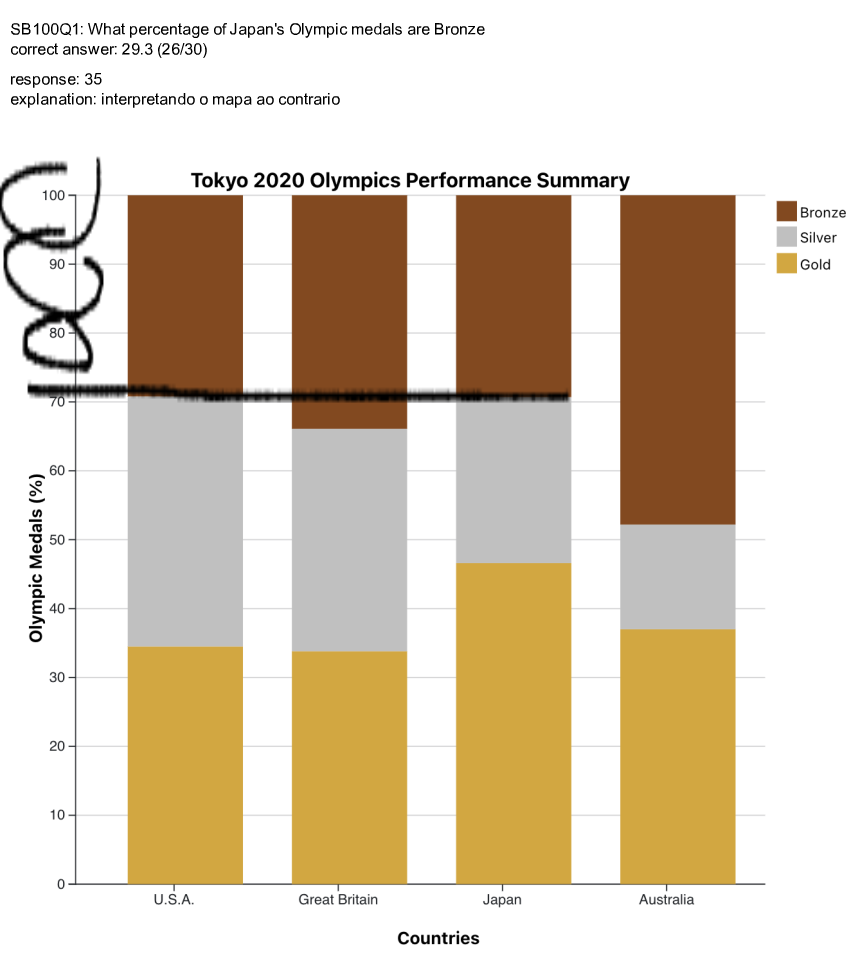 SB100Q1: What percentage of Japan's Olympic medals are Bronze
correct answer: 29.3 (26/30)
response: 35
explanation: interpretando o mapa ao contrario
Tokyo 2020 Olympics Performance Summary
Bronze
Silver
Gold
100
90
80
70
60
50
40
30
20
10
0
Olympic Medals (%)
U.S.A.
Great Britain
Japan
Australia
Countries